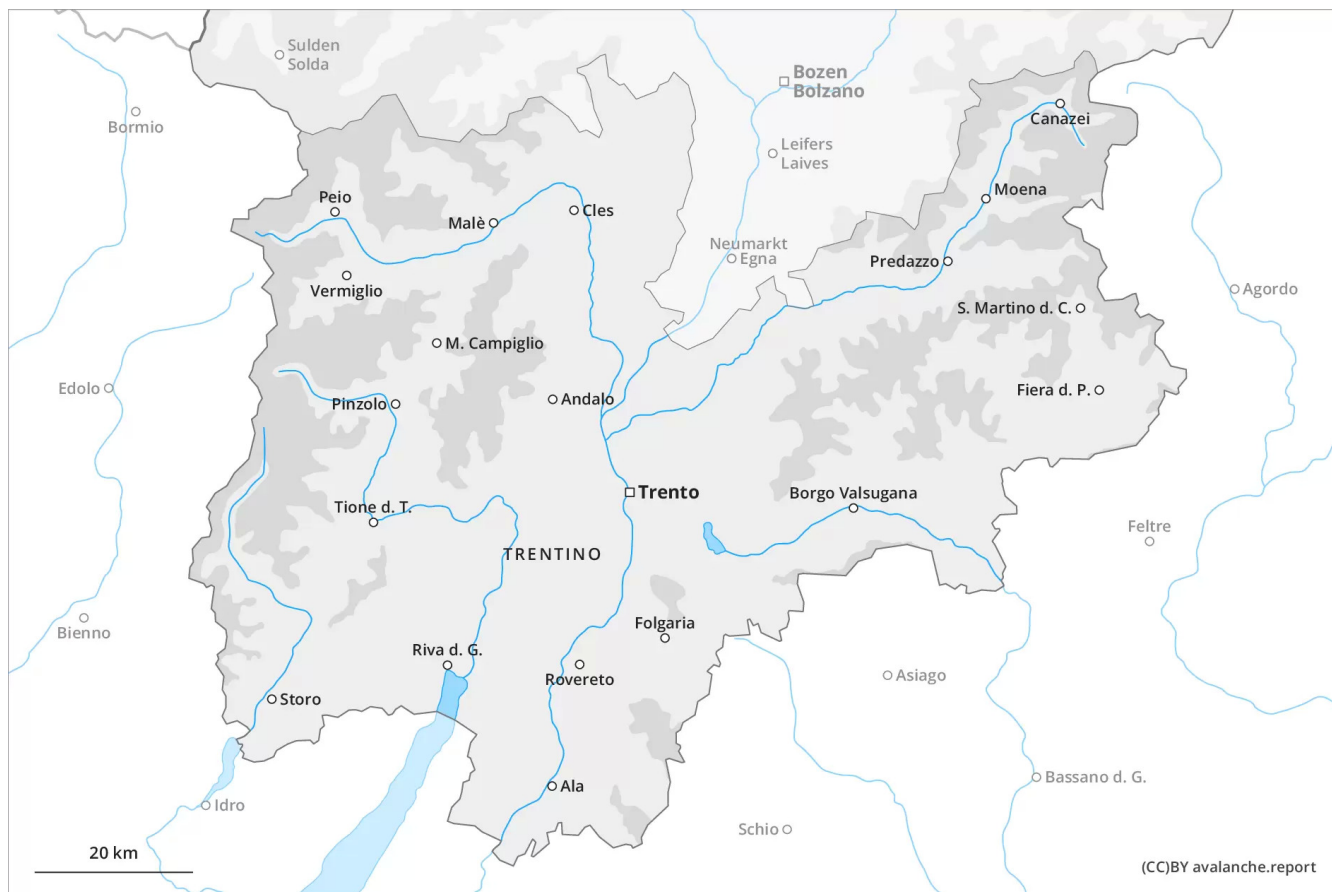 Sulden
Solda
Bozen
Bolzano
Bormio
Canazei
Leifers
Laives
Moena
Peio
Malè
Cles
Neumarkt
Egna
Predazzo
Vermiglio
Agordo
S. Martino d. C.
M. Campiglio
Edolo
Fiera d. P.
Pinzolo
Andalo
Trento
Borgo Valsugana
Tione d. T.
Feltre
TRENTINO
Bienno
Folgaria
Riva d. G.
Rovereto
Asiago
Storo
Bassano d. G.
Ala
Idro
Schio
20 km
(CC)BY avalanche.report